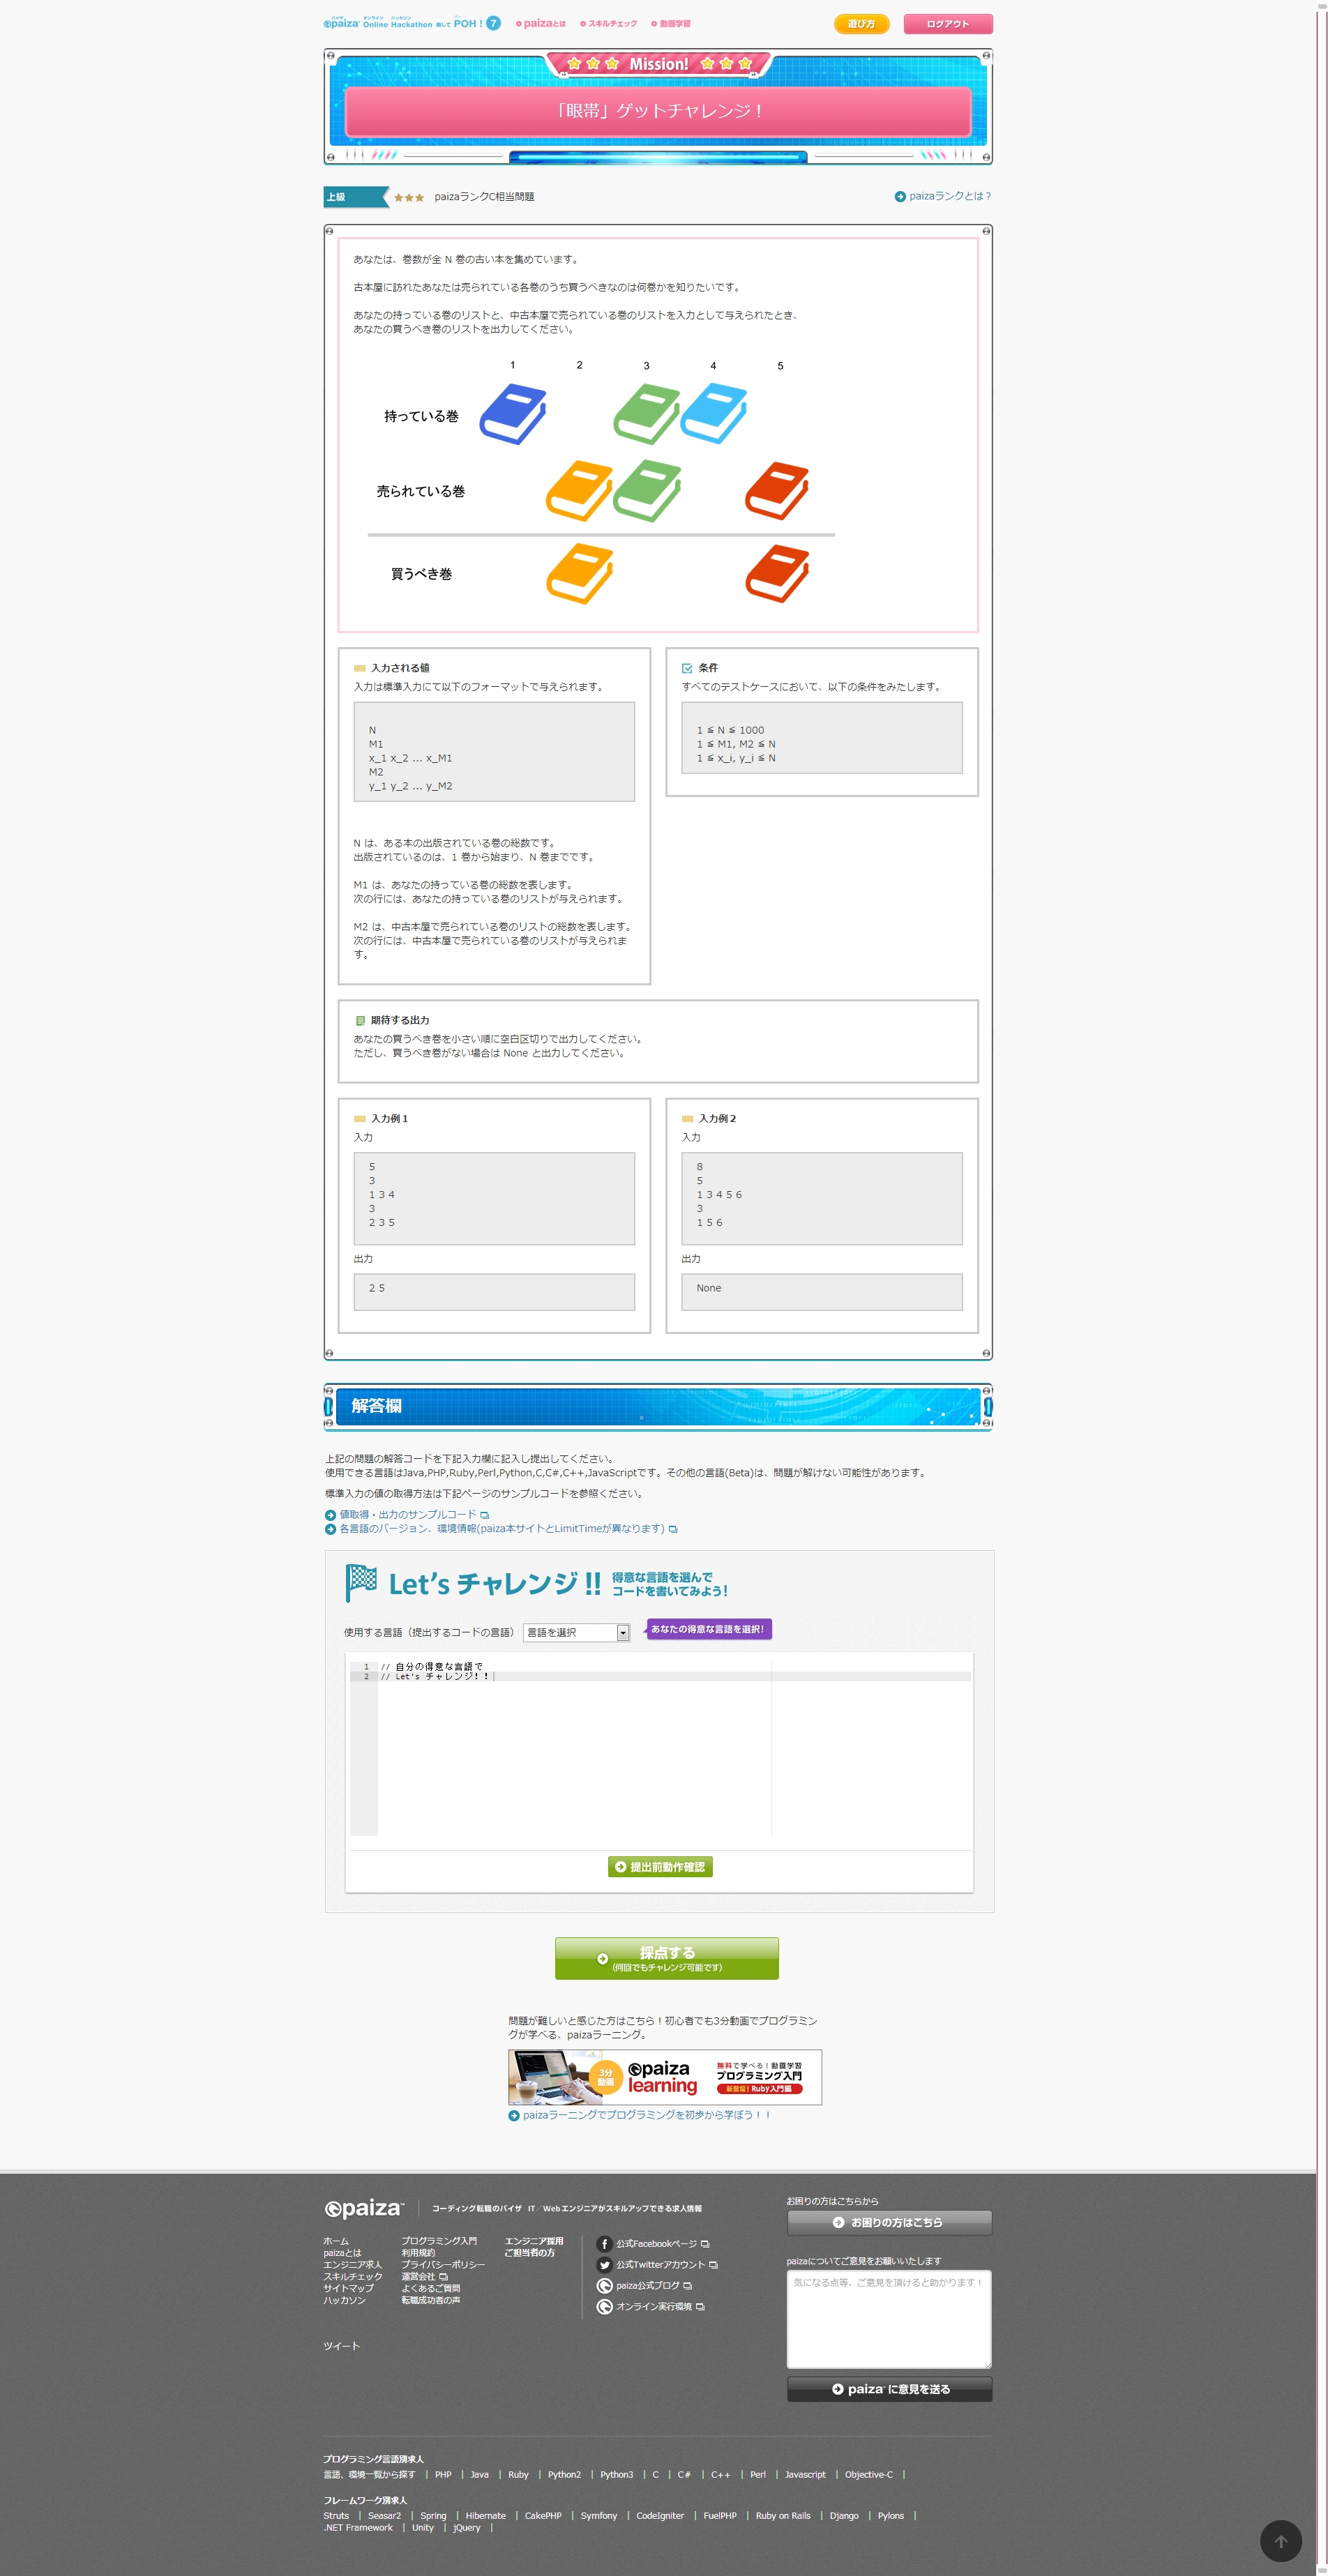 paiza オンライン ハッカソン Online Hackathon 略して POH! 7
paizaとは
スキルチェック
動画学習
遊び方
ログアウト
Mission!
「眼帯」ゲットチャレンジ！
上級
paizaランクC相当問題
paizaランクとは？
あなたは、巻数が全 N 巻の古い本を集めています。
古本屋に訪れたあなたは売られている各巻のうち買うべきなのは何巻かを知りたいです。
あなたの持っている巻のリストと、中古本屋で売られている巻のリストを入力として与えられたとき、
あなたの買うべき巻のリストを出力してください。
1 2 3 4 5
持っている巻
売られている巻
買うべき巻
入力される値
入力は標準入力にて以下のフォーマットで与えられます。
N
M1
x_1 x_2 ... x_M1
M2
y_1 y_2 ... y_M2
N は、ある本の出版されている巻の総数です。
出版されているのは、1 巻から始まり、N 巻までです。
M1 は、あなたの持っている巻の総数を表します。
次の行には、あなたの持っている巻のリストが与えられます。
M2 は、中古本屋で売られている巻のリストの総数を表します。
次の行には、中古本屋で売られている巻のリストが与えられま
す。
条件
すべてのテストケースにおいて、以下の条件をみたします。
1 ≦ N ≦ 1000
1 ≦ M1, M2 ≦ N
1 ≦ x_i, y_i ≦ N
期待する出力
あなたの買うべき巻を小さい順に空白区切りで出力してください。
ただし、買うべき巻がない場合は None と出力してください。
入力例１
入力
5
3
1 3 4
3
2 3 5
出力
2 5
入力例２
入力
8
5
1 3 4 5 6
3
1 5 6
出力
None
解答欄
上記の問題の解答コードを下記入力欄に記入し提出してください。
使用できる言語はJava,PHP,Ruby,Perl,Python,C,C#,C++,JavaScriptです。その他の言語(Beta)は、問題が解けない可能性があります。
標準入力の値の取得方法は下記ページのサンプルコードを参照ください。
値取得・出力のサンプルコード
各言語のバージョン、環境情報(paiza本サイトとLimitTimeが異なります)
Let's チャレンジ!!
得意な言語を選んで
コードを書いてみよう!
使用する言語（提出するコードの言語）
言語を選択
あなたの得意な言語を選択!
1 // 自分の得意な言語で
2 // Let's チャレンジ！！
提出前動作確認
採点する
(何回でもチャレンジ可能です)
問題が難しいと感じた方はこちら！初心者でも3分動画でプログラミン
グが学べる、paizaラーニング。
3分
動画
paiza
learning
無料で学べる！動画学習
プログラミング入門
新登場! Ruby入門編
paizaラーニングでプログラミングを初歩から学ぼう！！
paiza
コーディング転職のパイザ IT／Webエンジニアがスキルアップできる求人情報
ホーム
paizaとは
エンジニア求人
スキルチェック
サイトマップ
ハッカソン
プログラミング入門
利用規約
プライバシーポリシー
運営会社
よくあるご質問
転職成功者の声
エンジニア採用
ご担当者の方
公式Facebookページ
公式Twitterアカウント
paiza公式ブログ
オンライン実行環境
ツイート
お困りの方はこちらから
お困りの方はこちら
paizaについてご意見をお願いいたします
気になる点等、ご意見を頂けると助かります！
paiza に意見を送る
プログラミング言語別求人
言語、環境一覧から探す | PHP | Java | Ruby | Python2 | Python3 | C | C# | C++ | Perl | Javascript | Objective-C |
フレームワーク別求人
Struts | Seasar2 | Spring | Hibernate | CakePHP | Symfony | CodeIgniter | FuelPHP | Ruby on Rails | Django | Pylons |
.NET Framework | Unity | jQuery |